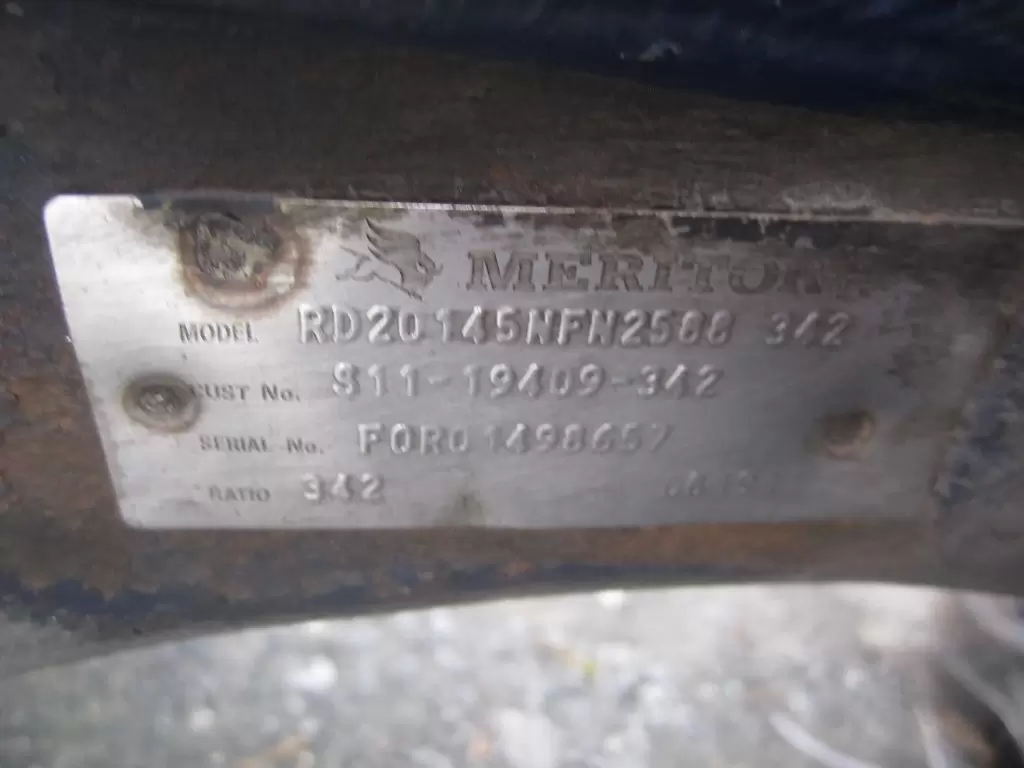 MERITOR
MODEL RD20145NFN2588 342
CUST No. S11-19409-342
SERIAL No. FOR01498657
RATIO 342